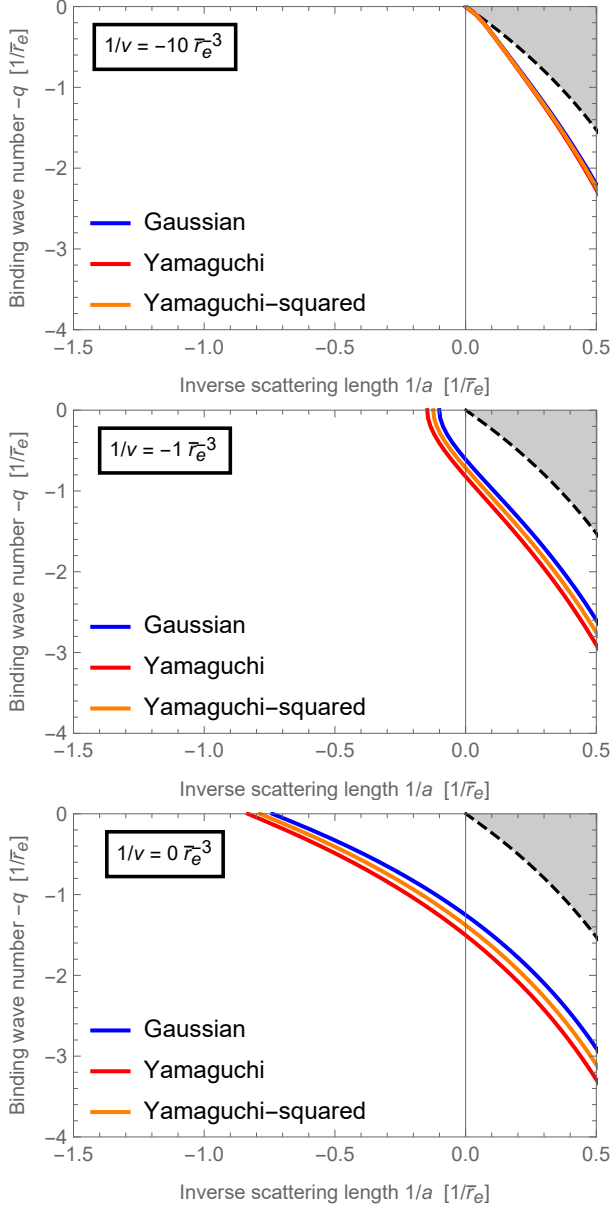 1/v = −10 r̄ₑ⁻³
Binding wave number −q [1/r̄ₑ]
0
−1
−2
−3
−4
Gaussian
Yamaguchi
Yamaguchi−squared
−1.5
−1.0
−0.5
0.0
0.5
Inverse scattering length 1/a [1/r̄ₑ]
1/v = −1 r̄ₑ⁻³
Binding wave number −q [1/r̄ₑ]
0
−1
−2
−3
−4
Gaussian
Yamaguchi
Yamaguchi−squared
−1.5
−1.0
−0.5
0.0
0.5
Inverse scattering length 1/a [1/r̄ₑ]
1/v = 0 r̄ₑ⁻³
Binding wave number −q [1/r̄ₑ]
0
−1
−2
−3
−4
Gaussian
Yamaguchi
Yamaguchi−squared
−1.5
−1.0
−0.5
0.0
0.5
Inverse scattering length 1/a [1/r̄ₑ]